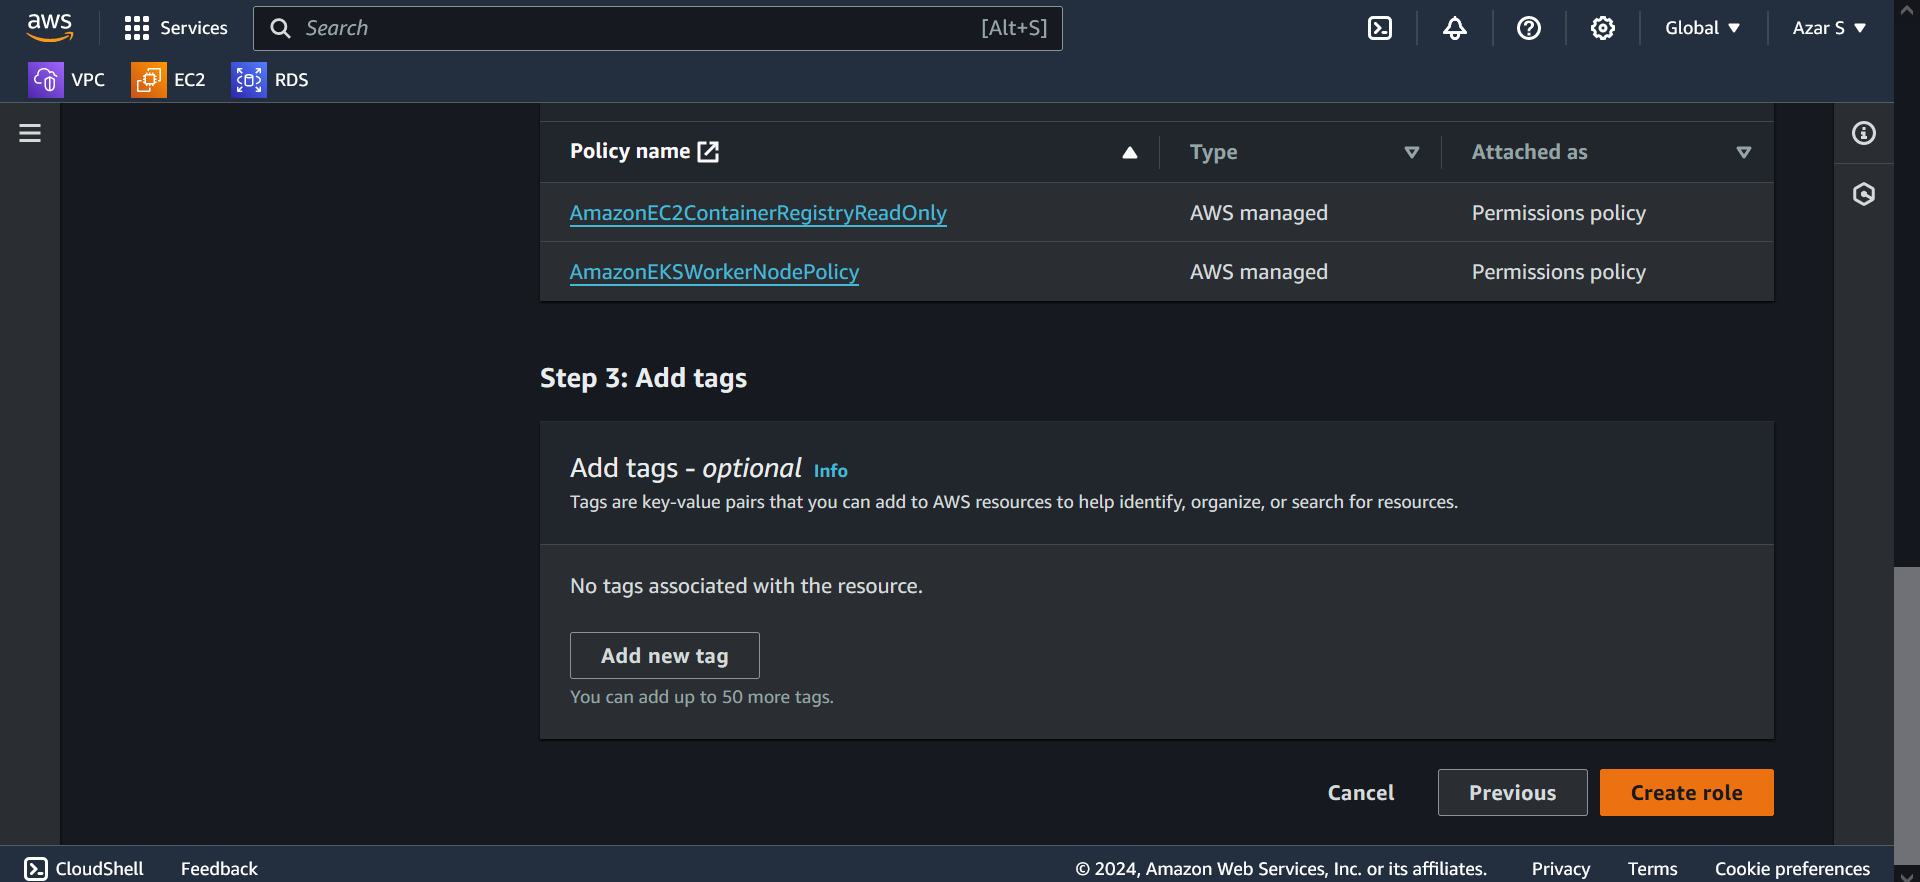 aws Services Search [Alt+S] Global Azar S
VPC EC2 RDS
Policy name Type Attached as
AmazonEC2ContainerRegistryReadOnly AWS managed Permissions policy
AmazonEKSWorkerNodePolicy AWS managed Permissions policy
Step 3: Add tags
Add tags - optional Info
Tags are key-value pairs that you can add to AWS resources to help identify, organize, or search for resources.
No tags associated with the resource.
Add new tag
You can add up to 50 more tags.
Cancel Previous Create role
CloudShell Feedback © 2024, Amazon Web Services, Inc. or its affiliates. Privacy Terms Cookie preferences